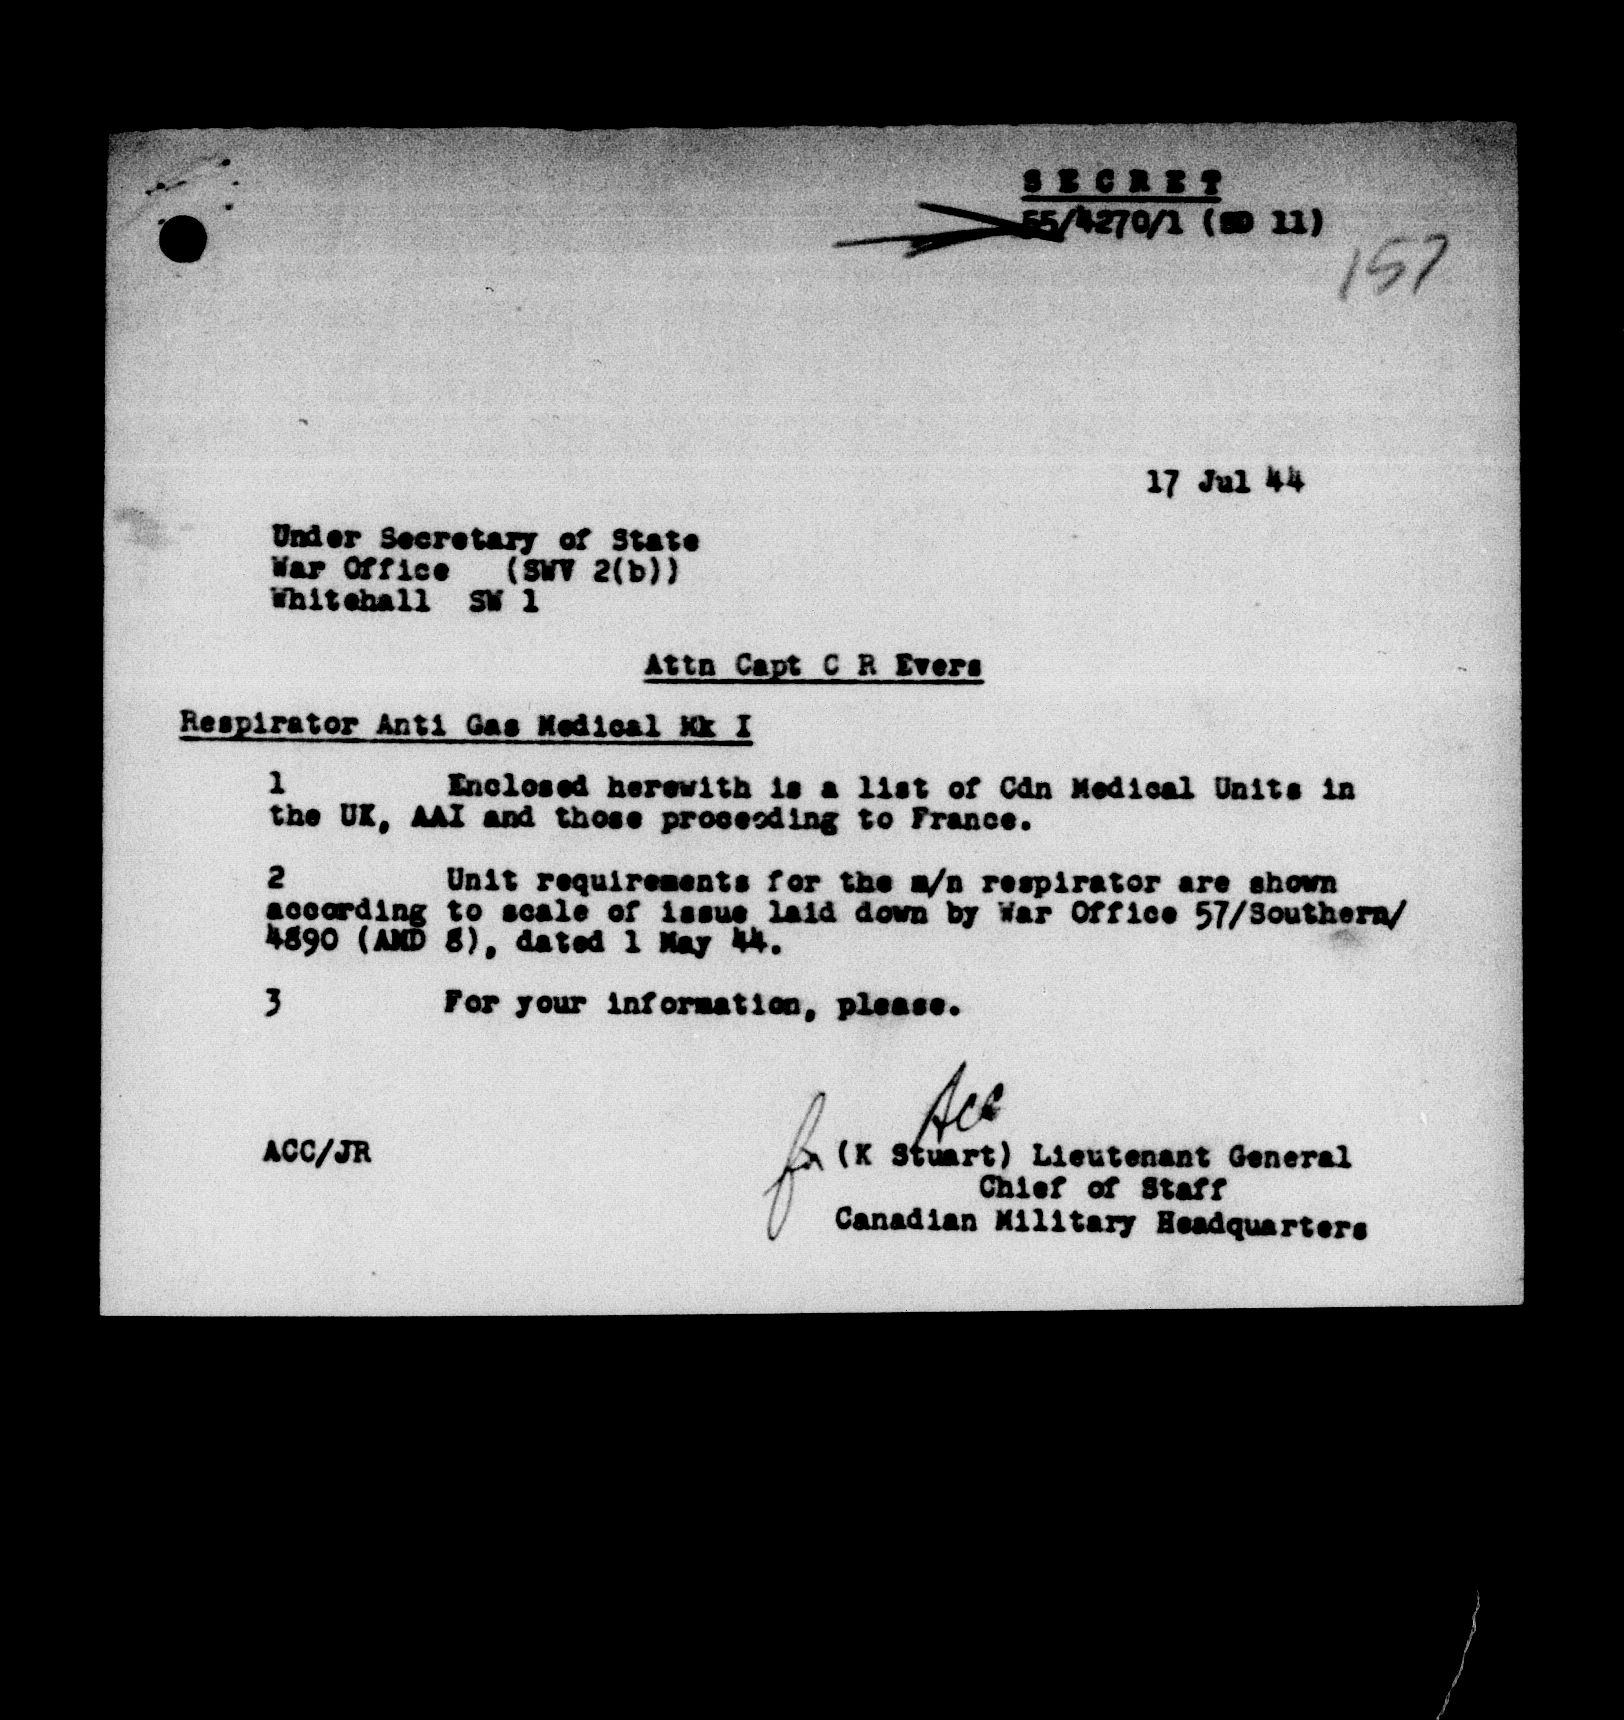 SECRET
55/4270/1 (SD 11)
157
17 Jul 44
Under Secretary of State
War Office (SWV 2(b))
Whitehall SW 1
Attn Capt C R Evers
Respirator Anti Gas Medical Mk I
1 Enclosed herewith is a list of Cdn Medical Units in
the UK, AAI and those proceeding to France.
2 Unit requirements for the m/n respirator are shown
according to scale of issue laid down by War Office 57/Southern/
4890 (AMD 8), dated 1 May 44.
3 For your information, please.
Acc
ACC/JR
for (K Stuart) Lieutenant General
Chief of Staff
Canadian Military Headquarters